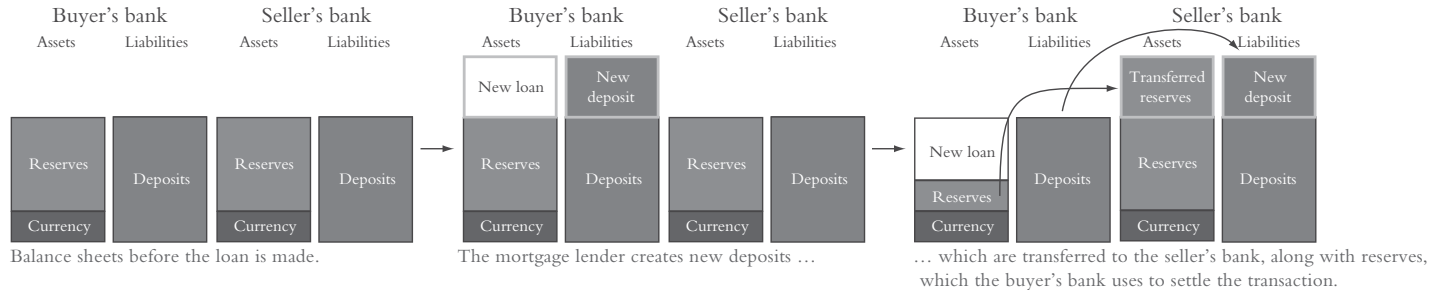 Buyer's bank Seller's bank
Assets Liabilities Assets Liabilities
Reserves Deposits Reserves Deposits
Currency Currency
Balance sheets before the loan is made.
Buyer's bank Seller's bank
Assets Liabilities Assets Liabilities
New loan New
deposit
Reserves Deposits Reserves Deposits
Currency Currency
The mortgage lender creates new deposits …
Buyer's bank Seller's bank
Assets Liabilities Assets Liabilities
Transferred
reserves
New
deposit
New loan Deposits Reserves Deposits
Reserves
Currency Currency
… which are transferred to the seller's bank, along with reserves,
which the buyer's bank uses to settle the transaction.